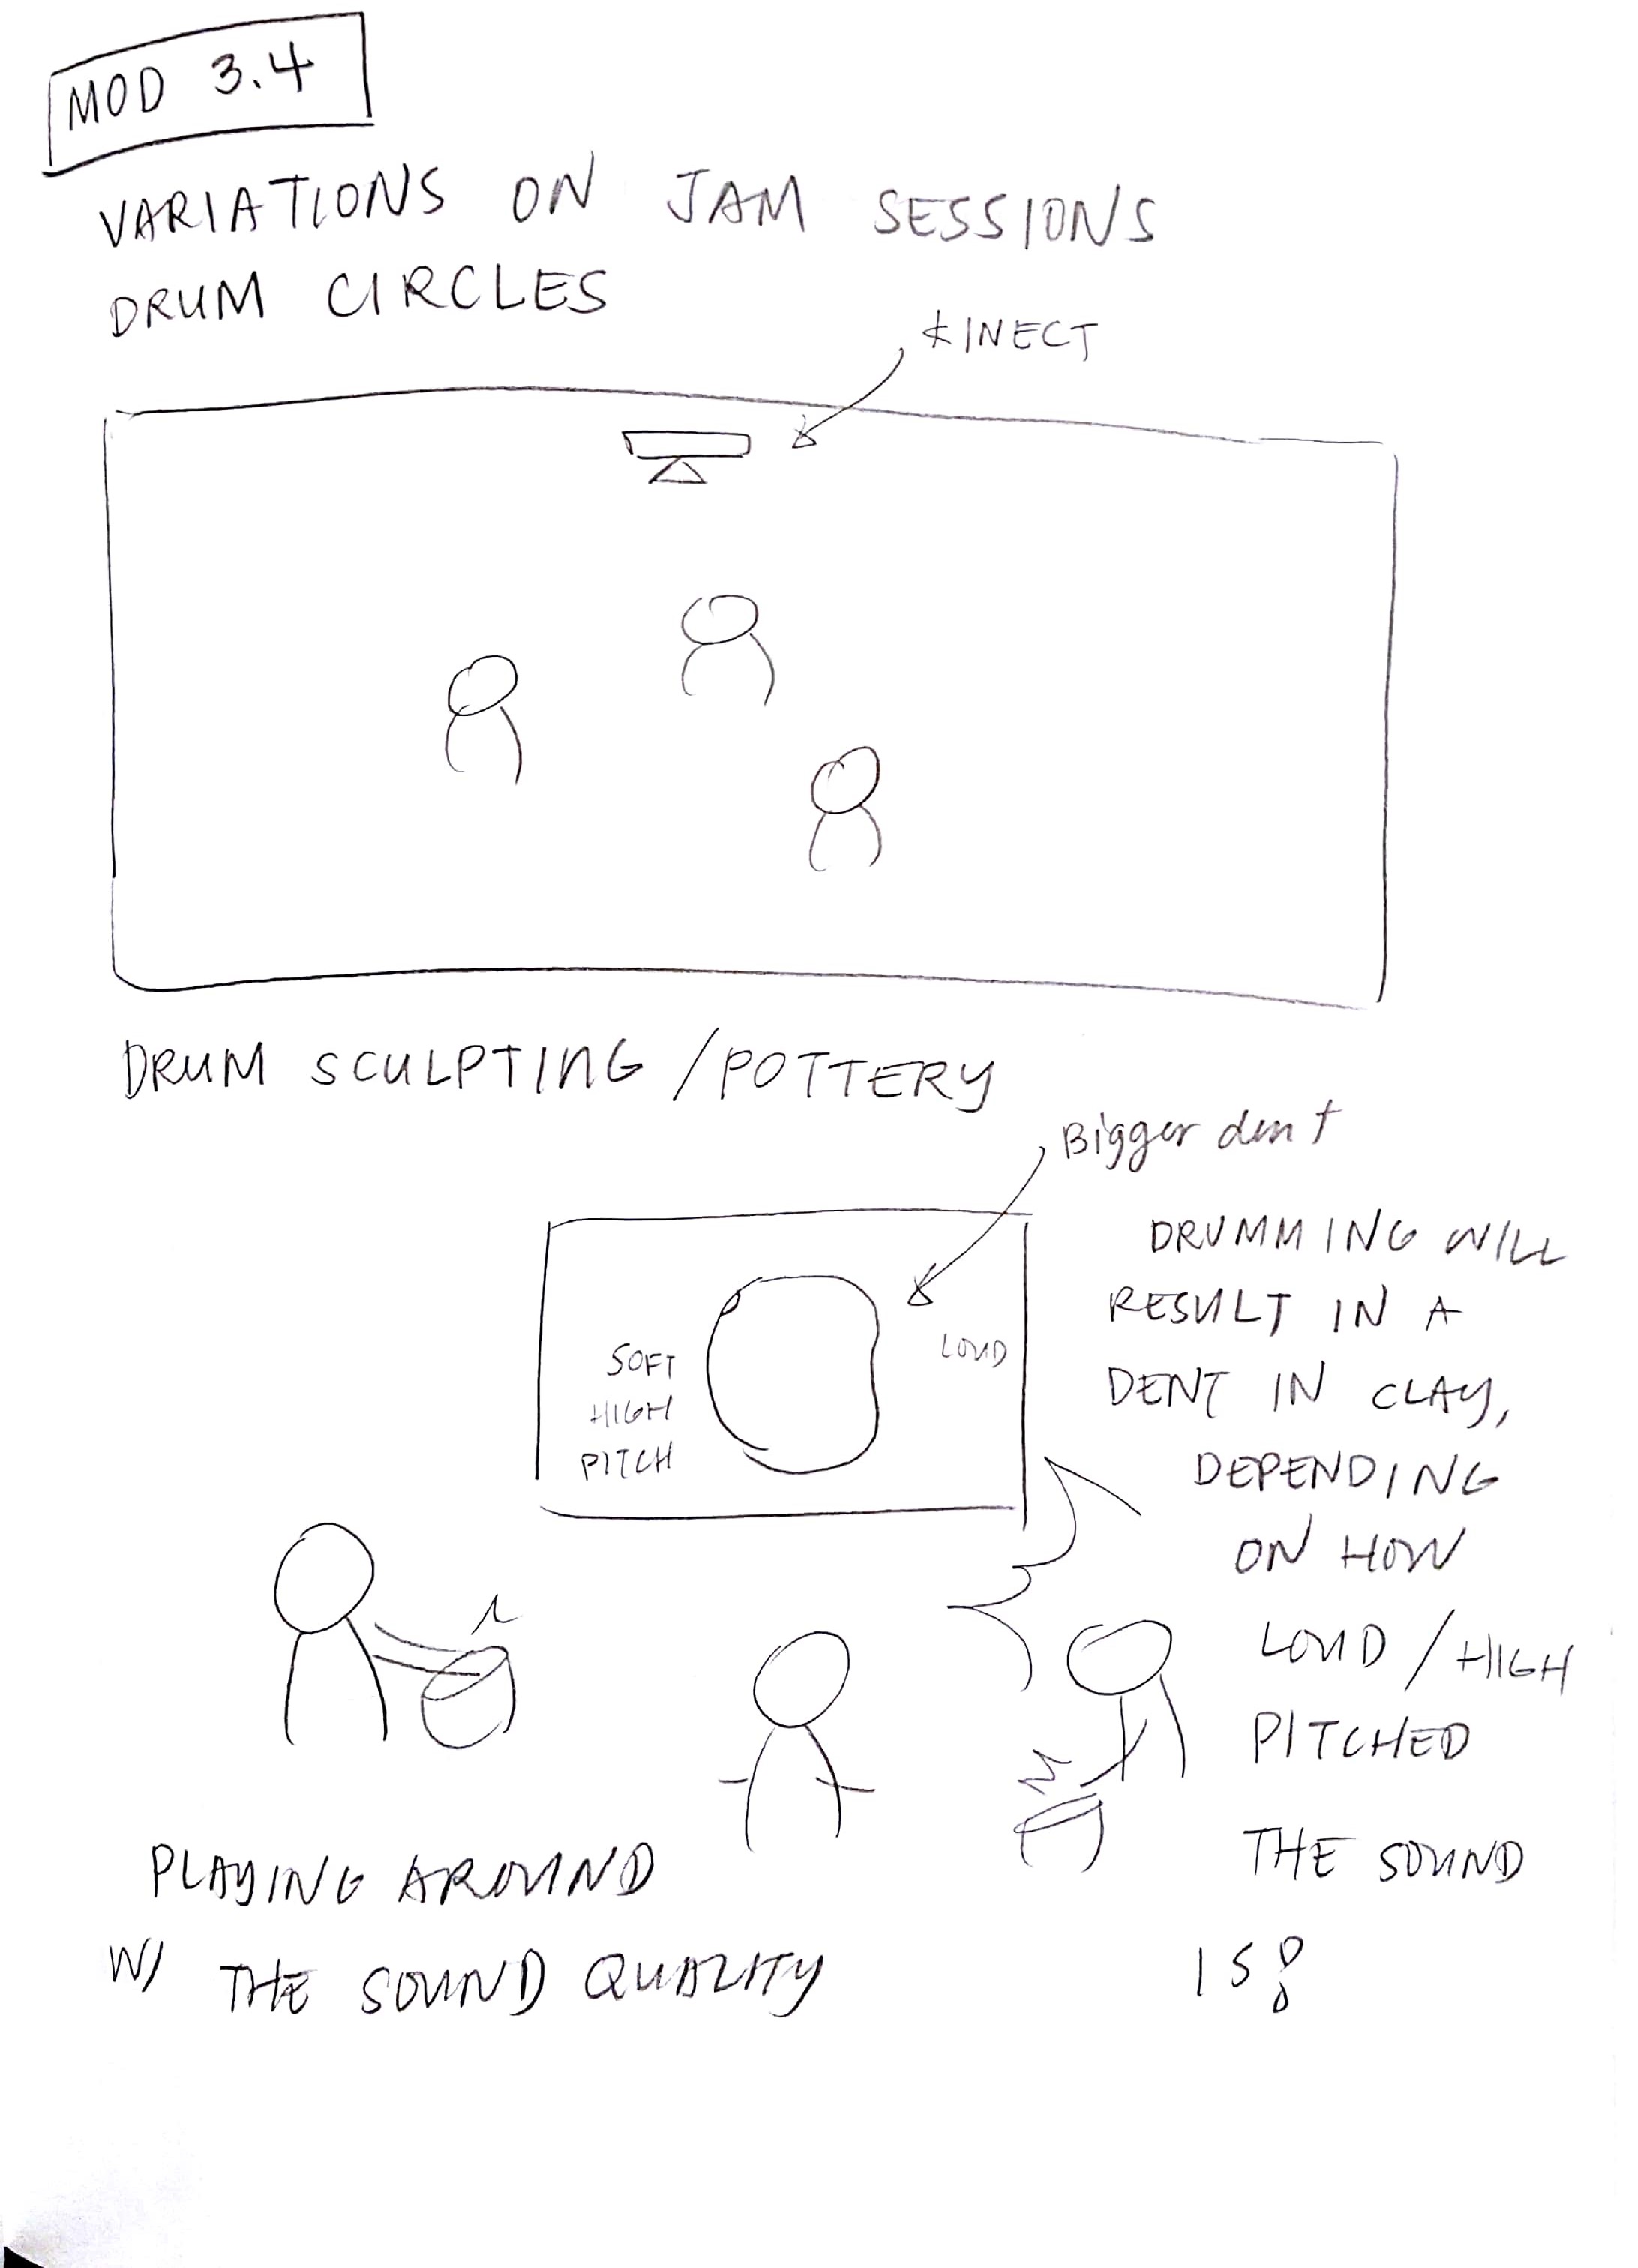 MOD 3.4
VARIATIONS ON JAM SESSIONS
DRUM CIRCLES
KINECT
DRUM SCULPTING / POTTERY
Bigger dent
SOFT
HIGH
PITCH
LOUD
DRUMMING WILL
RESULT IN A
DENT IN CLAY,
DEPENDING
ON HOW
LOUD / HIGH
PITCHED
THE SOUND
IS!
PLAYING AROUND
W/ THE SOUND QUALITY